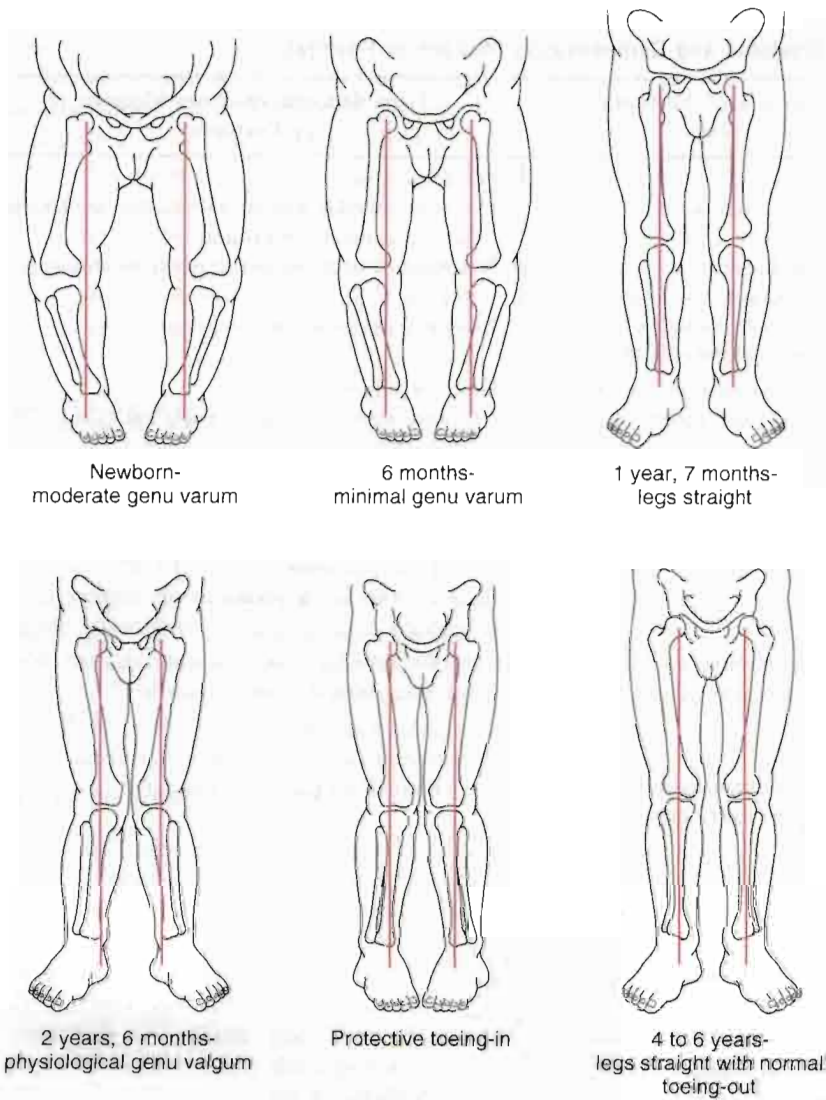 Newborn-
moderate genu varum
6 months-
minimal genu varum
1 year, 7 months-
legs straight
2 years, 6 months-
physiological genu valgum
Protective toeing-in
4 to 6 years-
legs straight with normal
toeing-out